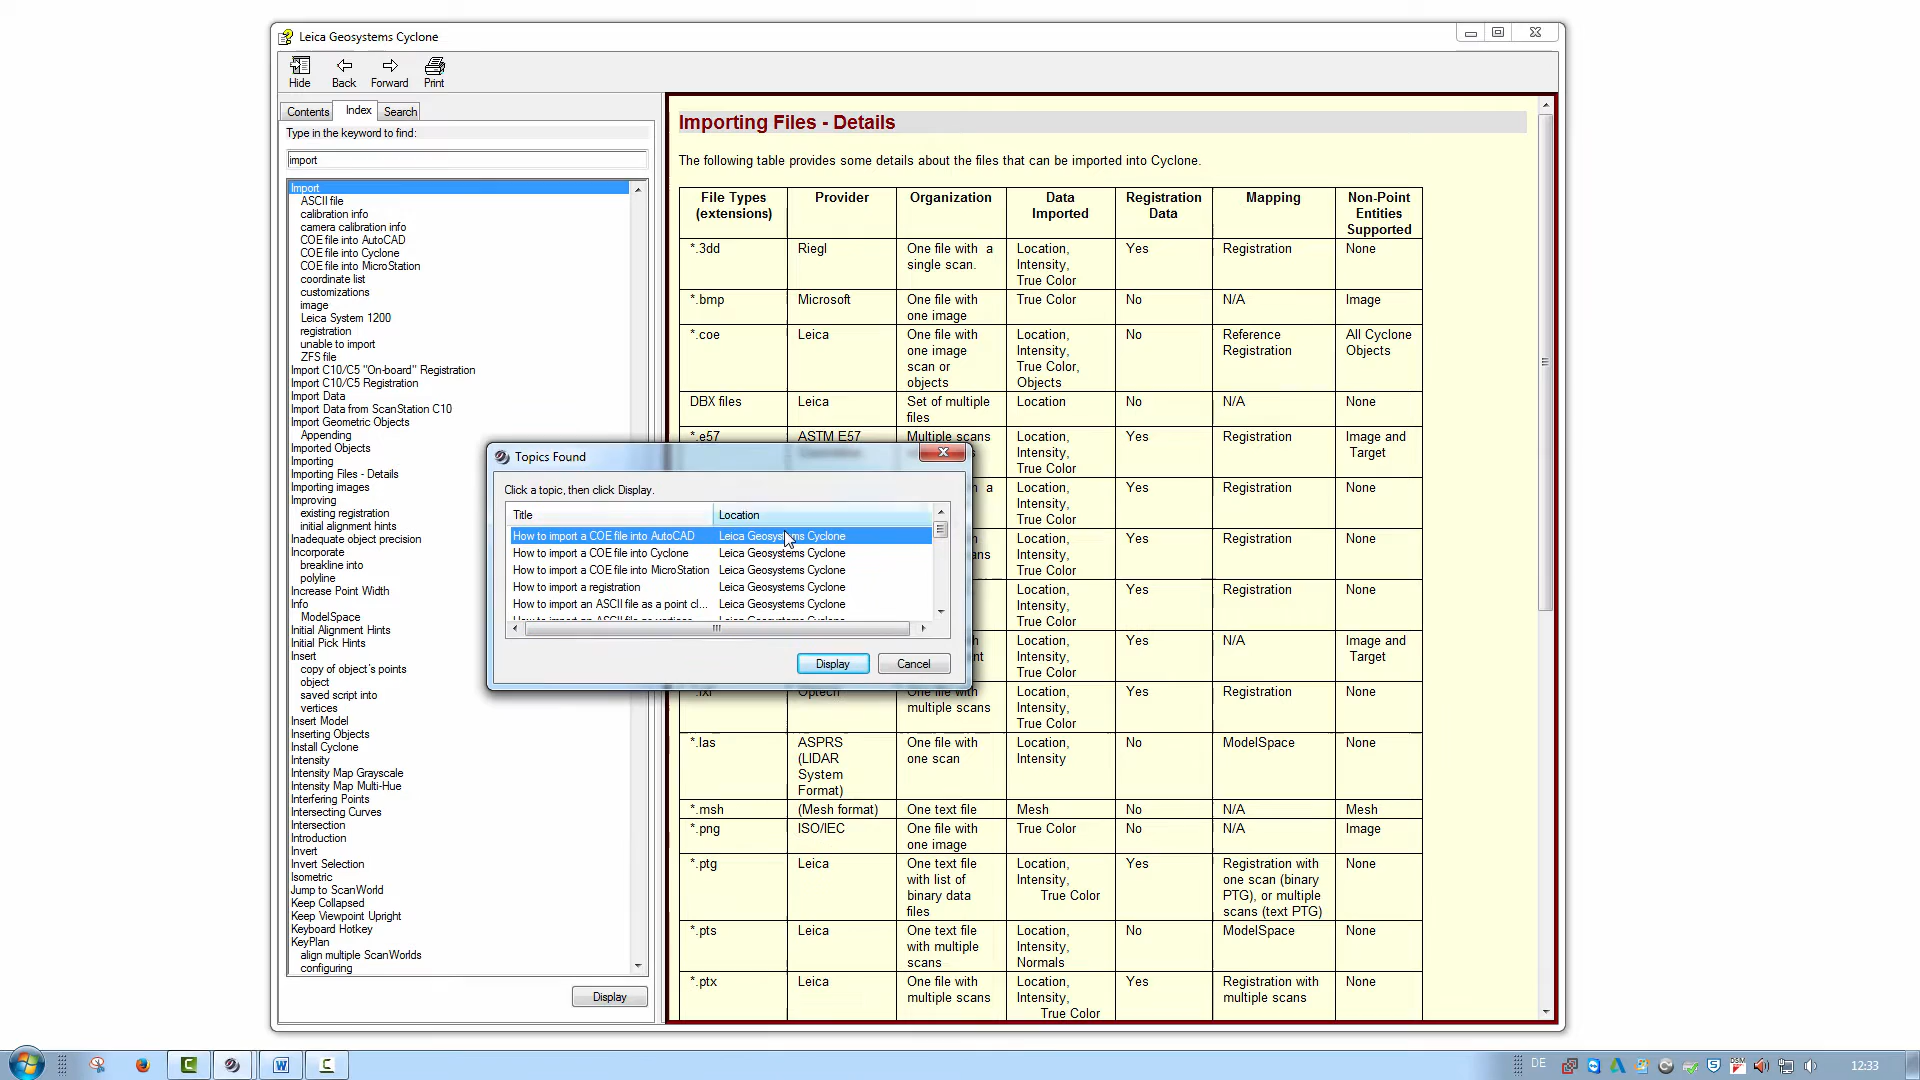 Leica Geosystems Cyclone
Hide
Back
Forward
Print
Contents
Index
Search
Type in the keyword to find:
import
Import
ASCII file
calibration info
camera calibration info
COE file into AutoCAD
COE file into Cyclone
COE file into MicroStation
coordinate list
customizations
image
Leica System 1200
registration
unable to import
ZFS file
Import C10/C5 "On-board" Registration
Import C10/C5 Registration
Import Data
Import Data from ScanStation C10
Import Geometric Objects
Appending
Imported Objects
Importing
Importing Files - Details
Importing images
Improving
existing registration
initial alignment hints
Inadequate object precision
Incorporate
breakline into
polyline
Increase Point Width
Info
ModelSpace
Initial Alignment Hints
Initial Pick Hints
Insert
copy of object's points
object
saved script into
vertices
Insert Model
Inserting Objects
Install Cyclone
Intensity
Intensity Map Grayscale
Intensity Map Multi-Hue
Interfering Points
Intersecting Curves
Intersection
Introduction
Invert
Invert Selection
Isometric
Jump to ScanWorld
Keep Collapsed
Keep Viewpoint Upright
Keyboard Hotkey
KeyPlan
align multiple ScanWorlds
configuring
Display
Importing Files - Details
The following table provides some details about the files that can be imported into Cyclone.
File Types Provider Organization Data Registration Mapping Non-Point
(extensions) Imported Data Entities
Supported
*.3dd Riegl One file with a Location, Yes Registration None
single scan. Intensity,
True Color
*.bmp Microsoft One file with True Color No N/A Image
one image
*.coe Leica One file with Location, No Reference All Cyclone
one image Intensity, Registration Objects
scan or True Color,
objects Objects
DBX files Leica Set of multiple Location No N/A None
files
*.e57 ASTM E57 Multiple scans Location, Yes Registration Image and
Intensity, Target
True Color
Location, Yes Registration None
Intensity,
True Color
Location, Yes Registration None
Intensity,
True Color
Location, Yes Registration None
Intensity,
True Color
Location, Yes N/A Image and
Intensity, Target
True Color
Optech One file with Location, Yes Registration None
multiple scans Intensity,
True Color
*.las ASPRS One file with Location, No ModelSpace None
(LIDAR one scan Intensity
System
Format)
*.msh (Mesh format) One text file Mesh No N/A Mesh
*.png ISO/IEC One file with True Color No N/A Image
one image
*.ptg Leica One text file Location, Yes Registration with None
with list of Intensity, one scan (binary
binary data True Color PTG), or multiple
files scans (text PTG)
*.pts Leica One text file Location, No ModelSpace None
with multiple Intensity,
scans Normals
*.ptx Leica One file with Location, Yes Registration with None
multiple scans Intensity, multiple scans
True Color
Topics Found
Click a topic, then click Display.
Title Location
How to import a COE file into AutoCAD Leica Geosystems Cyclone
How to import a COE file into Cyclone Leica Geosystems Cyclone
How to import a COE file into MicroStation Leica Geosystems Cyclone
How to import a registration Leica Geosystems Cyclone
How to import an ASCII file as a point cl... Leica Geosystems Cyclone
Display
Cancel
DE
12:33